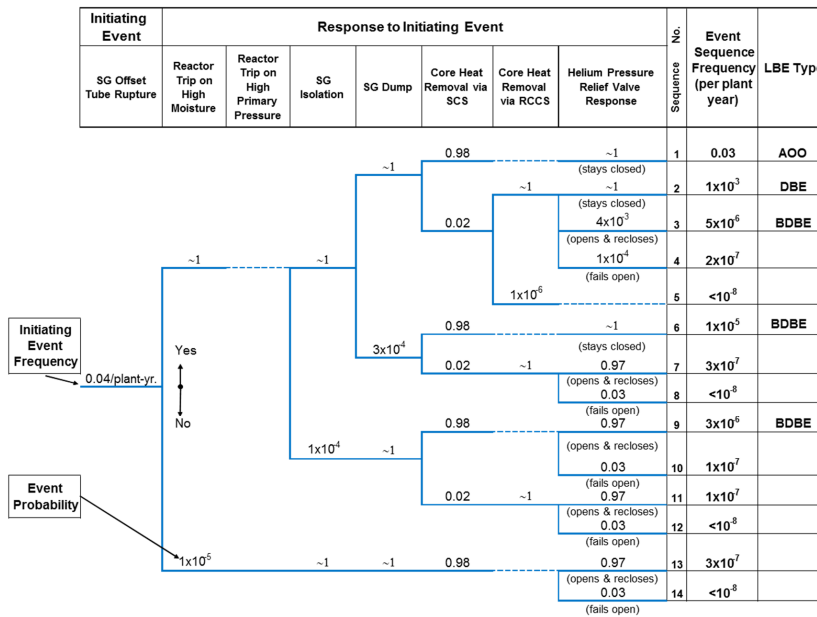 Initiating Event
Response to Initiating Event
Sequence No.
Event Sequence Frequency (per plant year)
LBE Type
SG Offset Tube Rupture
Reactor Trip on High Moisture
Reactor Trip on High Primary Pressure
SG Isolation
SG Dump
Core Heat Removal via SCS
Core Heat Removal via RCCS
Helium Pressure Relief Valve Response
0.98 ~1 1 0.03 AOO
~1 (stays closed)
~1 ~1 2 1x10-3 DBE
(stays closed)
0.02 4x10-3 3 5x10-6 BDBE
(opens & recloses)
~1 ~1 1x10-4 4 2x10-7
(fails open)
1x10-6 5 <10-8
0.98 ~1 6 1x10-5 BDBE
Initiating Event Frequency
Yes
3x10-4 (stays closed)
0.02 ~1 0.97 7 3x10-7
0.04/plant-yr. (opens & recloses)
0.03 8 <10-8
(fails open)
No
0.98 0.97 9 3x10-6 BDBE
1x10-4 ~1 (opens & recloses)
0.03 10 1x10-7
(fails open)
Event Probability
0.02 ~1 0.97 11 1x10-7
(opens & recloses)
0.03 12 <10-8
(fails open)
1x10-5 ~1 ~1 0.98 0.97 13 3x10-7
(opens & recloses)
0.03 14 <10-8
(fails open)